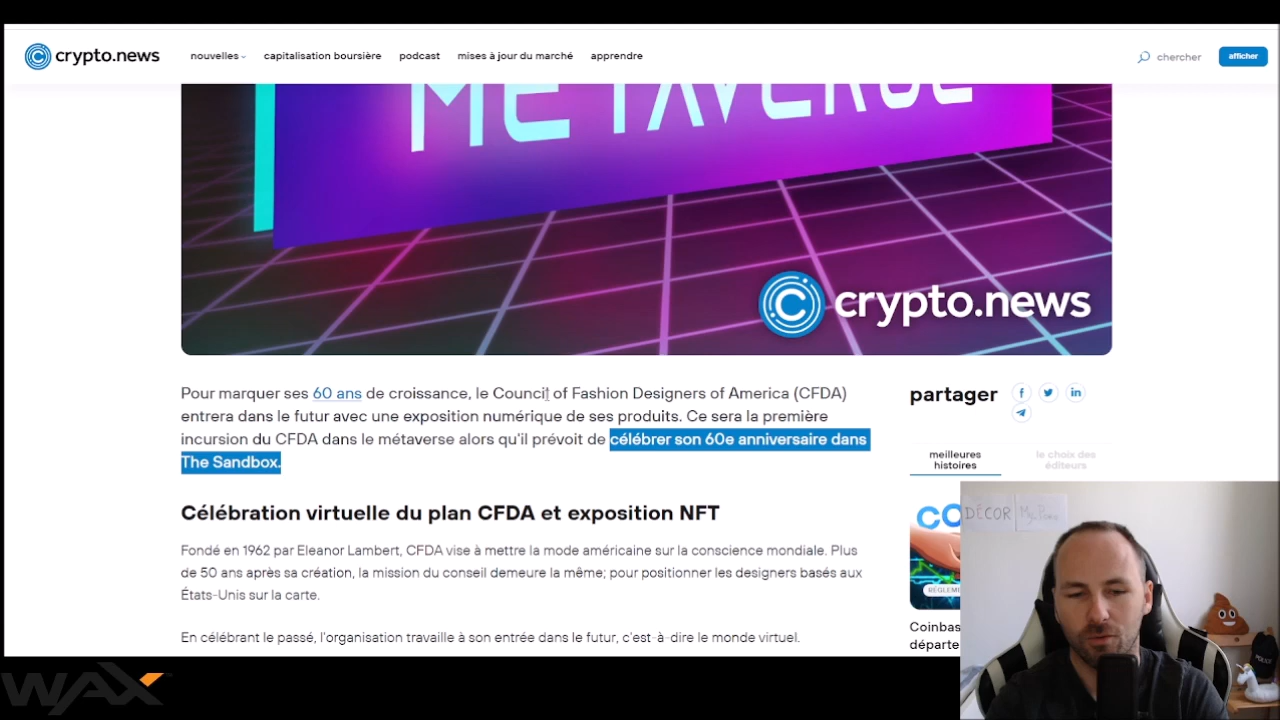 crypto.news
nouvelles
capitalisation boursière
podcast
mises à jour du marché
apprendre
chercher
afficher
METAVERSE
crypto.news
Pour marquer ses 60 ans de croissance, le Council of Fashion Designers of America (CFDA)
entrera dans le futur avec une exposition numérique de ses produits. Ce sera la première
incursion du CFDA dans le métaverse alors qu'il prévoit de célébrer son 60e anniversaire dans
The Sandbox.
partager
meilleures
histoires
le choix des
éditeurs
Célébration virtuelle du plan CFDA et exposition NFT
Fondé en 1962 par Eleanor Lambert, CFDA vise à mettre la mode américaine sur la conscience mondiale. Plus
de 50 ans après sa création, la mission du conseil demeure la même; pour positionner les designers basés aux
États-Unis sur la carte.
En célébrant le passé, l'organisation travaille à son entrée dans le futur, c'est-à-dire le monde virtuel.
CO
Coinbas
départe
DÉCOR
WAX